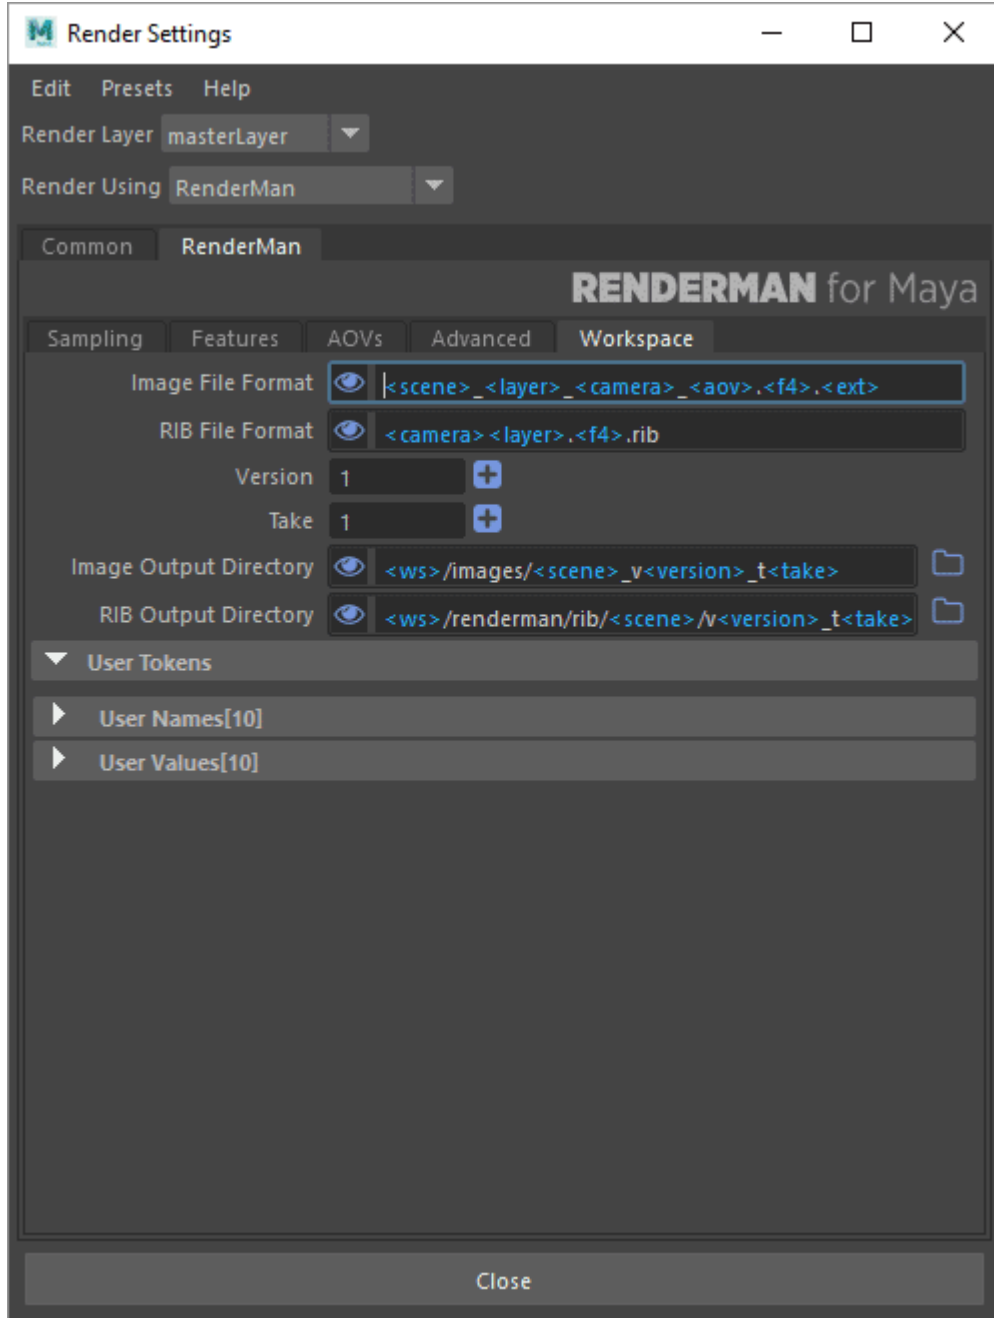 Render Settings
Edit Presets Help
Render Layer masterLayer
Render Using RenderMan
Common RenderMan
RENDERMAN for Maya
Sampling Features AOVs Advanced Workspace
Image File Format <scene>_<layer>_<camera>_<aov>.<f4>.<ext>
RIB File Format <camera><layer>.<f4>.rib
Version 1
Take 1
Image Output Directory <ws>/images/<scene>_v<version>_t<take>
RIB Output Directory <ws>/renderman/rib/<scene>/v<version>_t<take>
User Tokens
User Names[10]
User Values[10]
Close